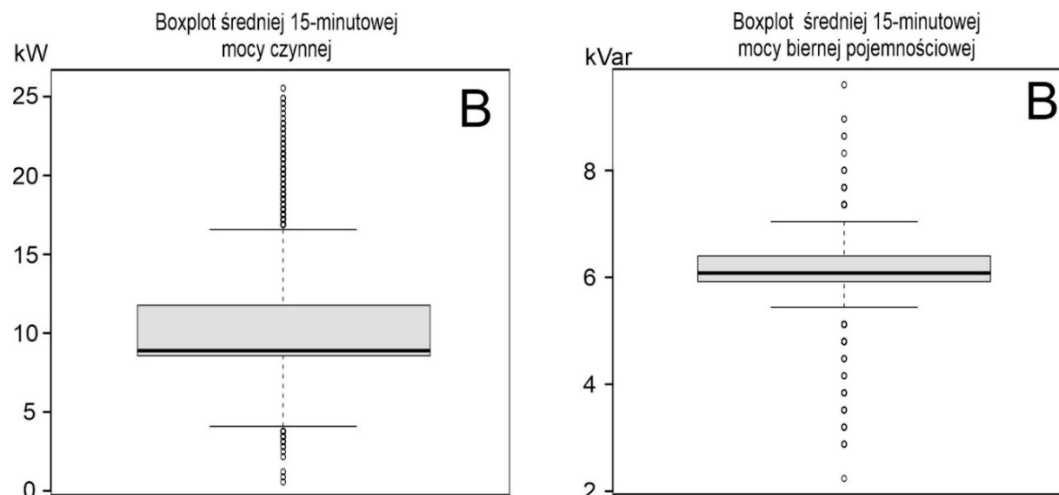 Boxplot średniej 15-minutowej
mocy czynnej
kW
B
25
20
15
10
5
0
Boxplot średniej 15-minutowej
mocy biernej pojemnościowej
kVar
B
8
6
4
2